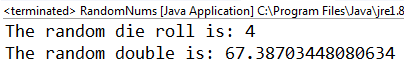 <terminated> RandomNums [Java Application] C:\Program Files\Java\jre1.8
The random die roll is: 4
The random double is: 67.38703448080634